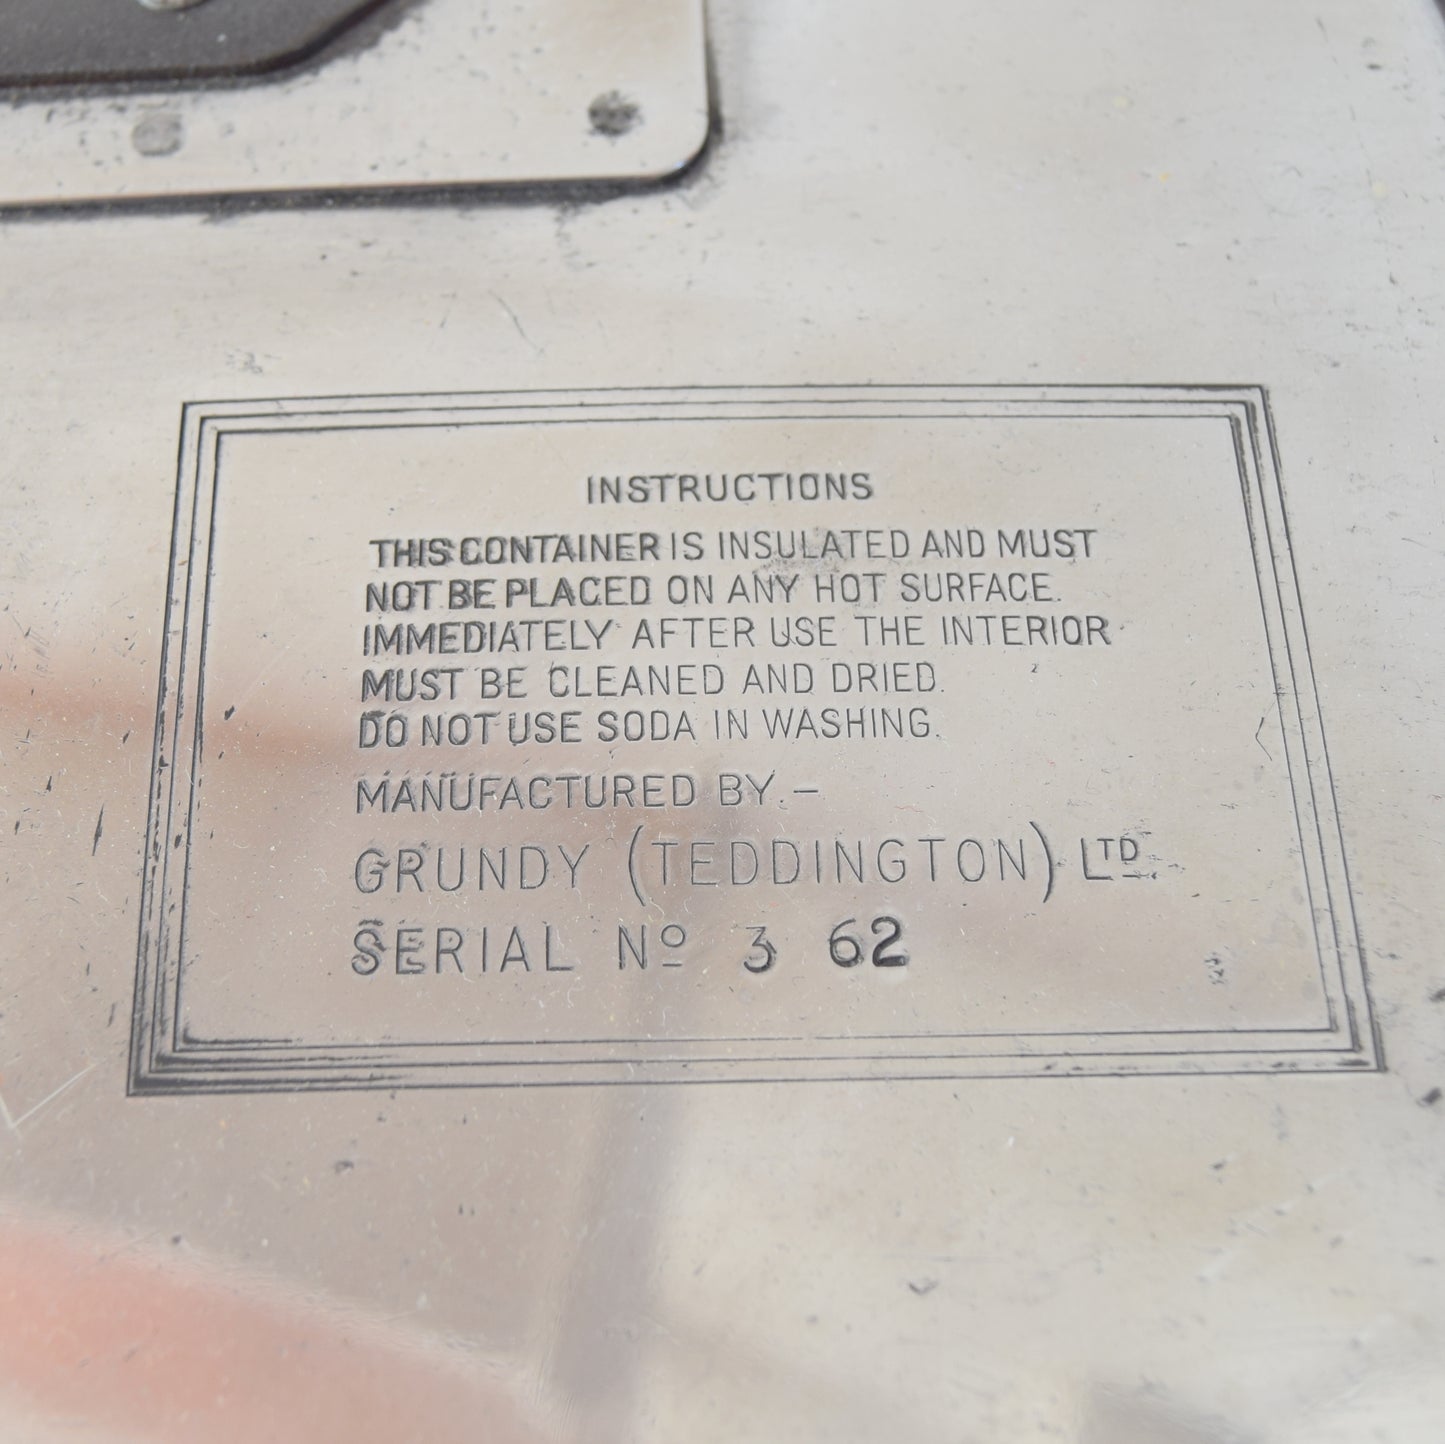 INSTRUCTIONS
THIS CONTAINER IS INSULATED AND MUST
NOT BE PLACED ON ANY HOT SURFACE.
IMMEDIATELY AFTER USE THE INTERIOR
MUST BE CLEANED AND DRIED.
DO NOT USE SODA IN WASHING.
MANUFACTURED BY.—
GRUNDY (TEDDINGTON) LTD.
SERIAL Nº 3 62